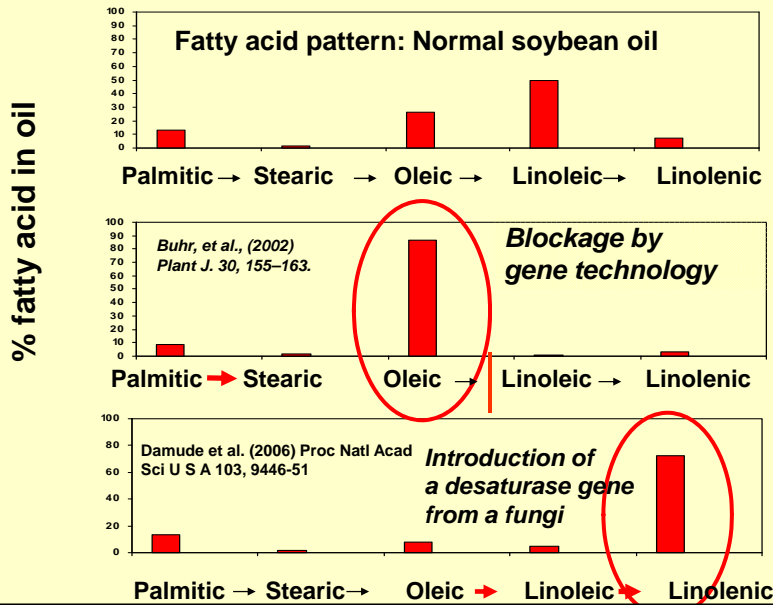 % fatty acid in oil
Fatty acid pattern: Normal soybean oil
100
90
80
70
60
50
40
30
20
10
0
Palmitic → Stearic → Oleic → Linoleic → Linolenic
Buhr, et al., (2002)
Plant J. 30, 155–163.
Blockage by
gene technology
100
90
80
70
60
50
40
30
20
10
0
Palmitic → Stearic Oleic → Linoleic → Linolenic
Damude et al. (2006) Proc Natl Acad
Sci U S A 103, 9446-51
Introduction of
a desaturase gene
from a fungi
100
80
60
40
20
0
Palmitic → Stearic → Oleic → Linoleic → Linolenic